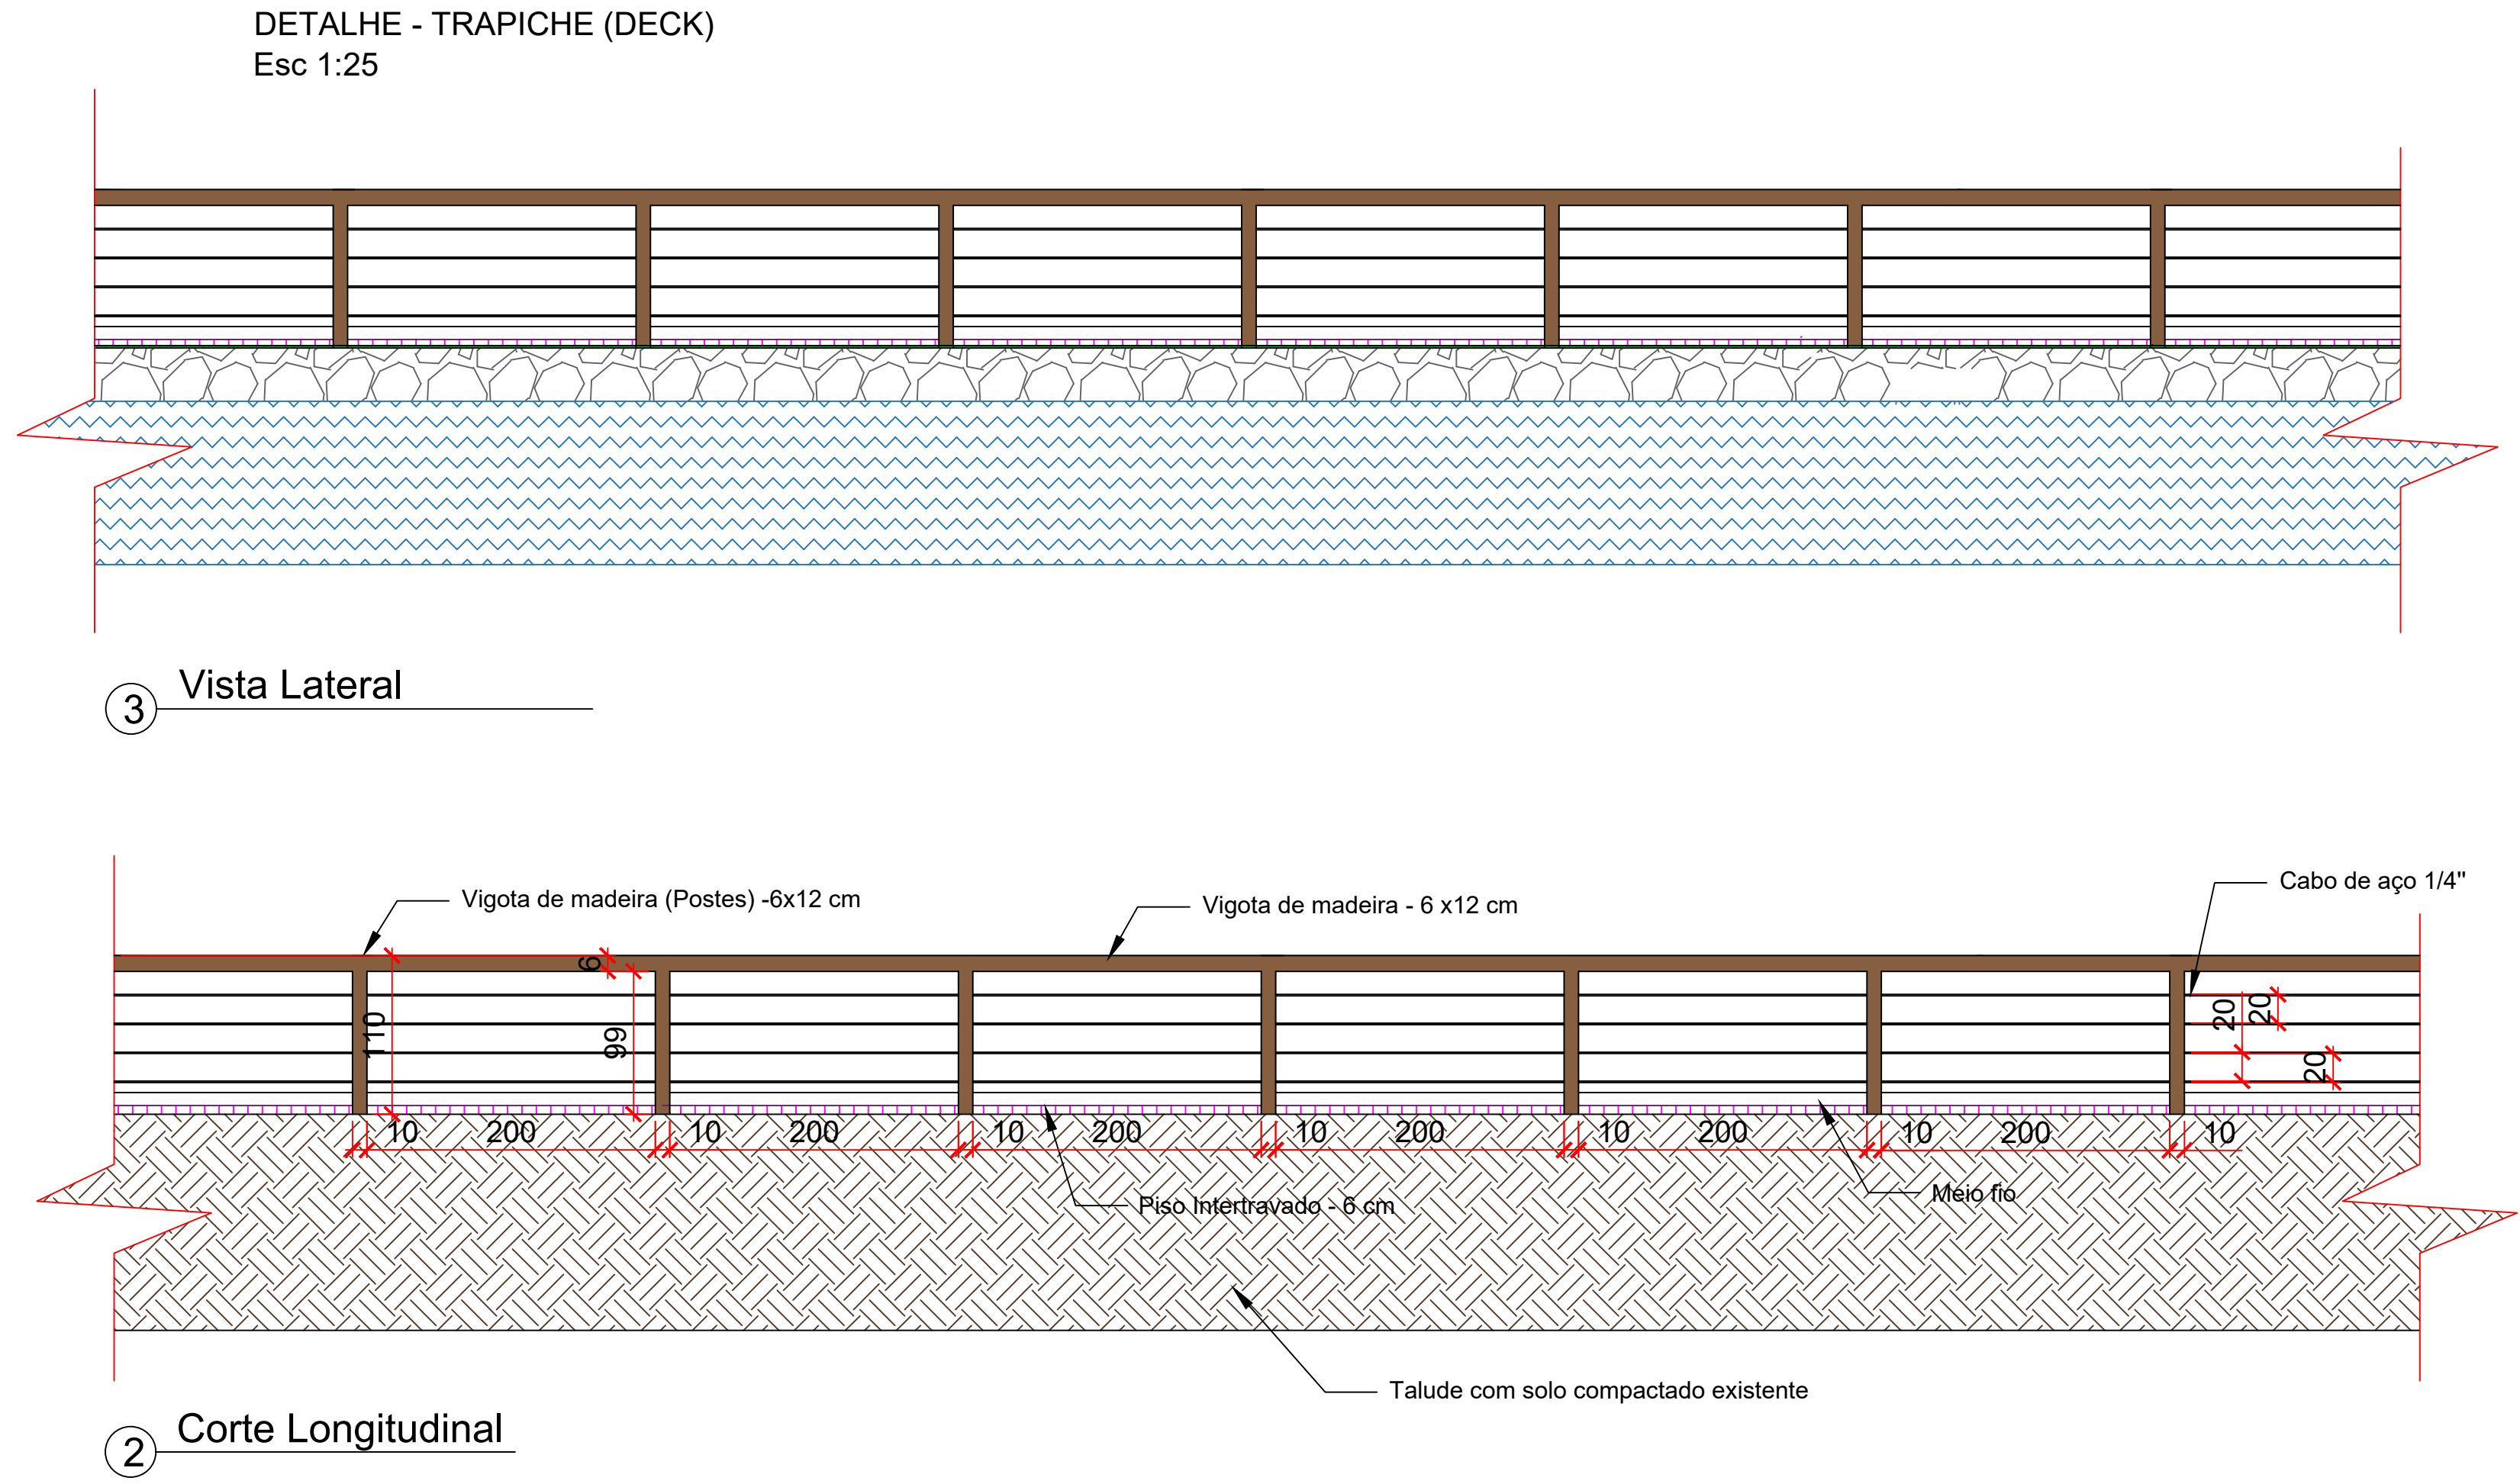 DETALHE - TRAPICHE (DECK)
Esc 1:25
3
Vista Lateral
Vigota de madeira (Postes) -6x12 cm
Vigota de madeira - 6 x12 cm
Cabo de aço 1/4"
6
110
99
20
20
20
10 200 10 200 10 200 10 200 10 200 10 200 10
Piso Intertravado - 6 cm
Meio fio
Talude com solo compactado existente
2
Corte Longitudinal